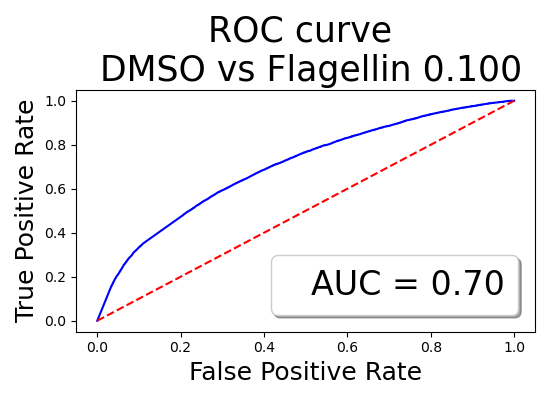 ROC curve
DMSO vs Flagellin 0.100
True Positive Rate
1.0
0.8
0.6
0.4
0.2
0.0
AUC = 0.70
0.0 0.2 0.4 0.6 0.8 1.0
False Positive Rate